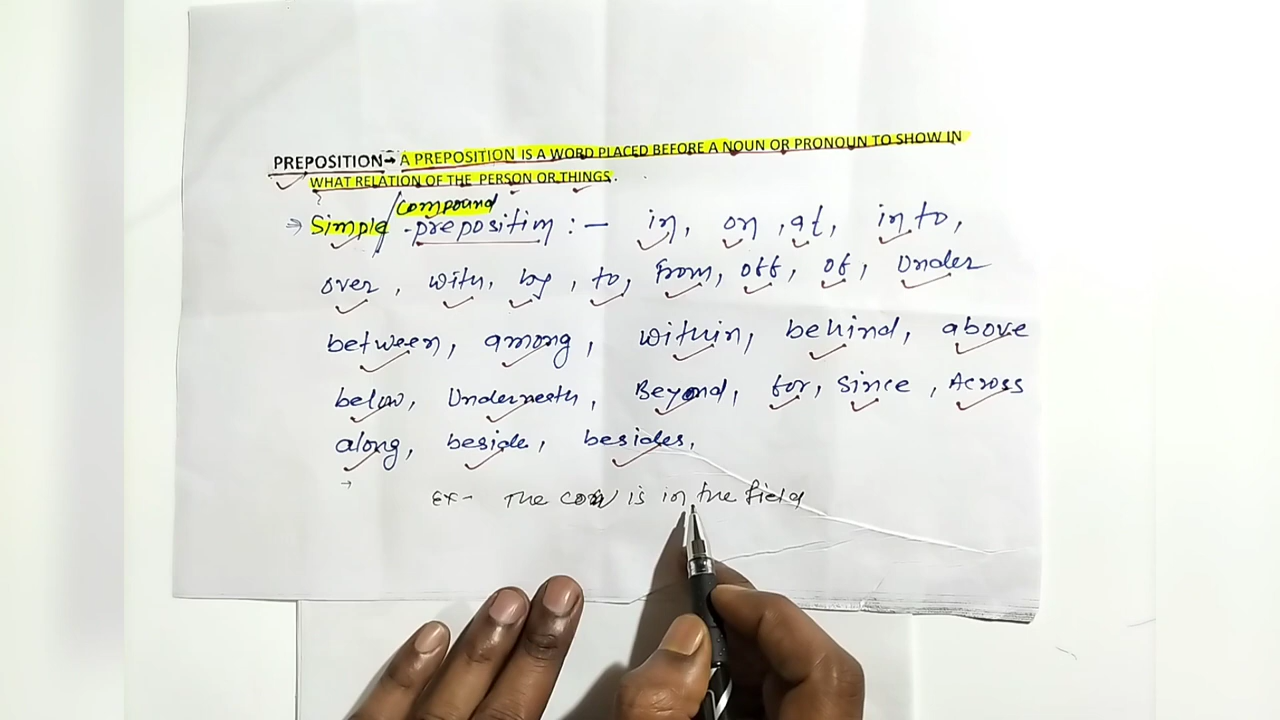 PREPOSITION→ A PREPOSITION IS A WORD PLACED BEFORE A NOUN OR PRONOUN TO SHOW IN
WHAT RELATION OF THE PERSON OR THINGS.
compound
⇒ Simple / -preposition :- in, on, at, into,
over, with, by, to, from, off, of, Under
between, among, within, behind, above
below, Underneath, Beyond, for, Since, Across
along, beside, besides,
→
Ex- The cow is in the field